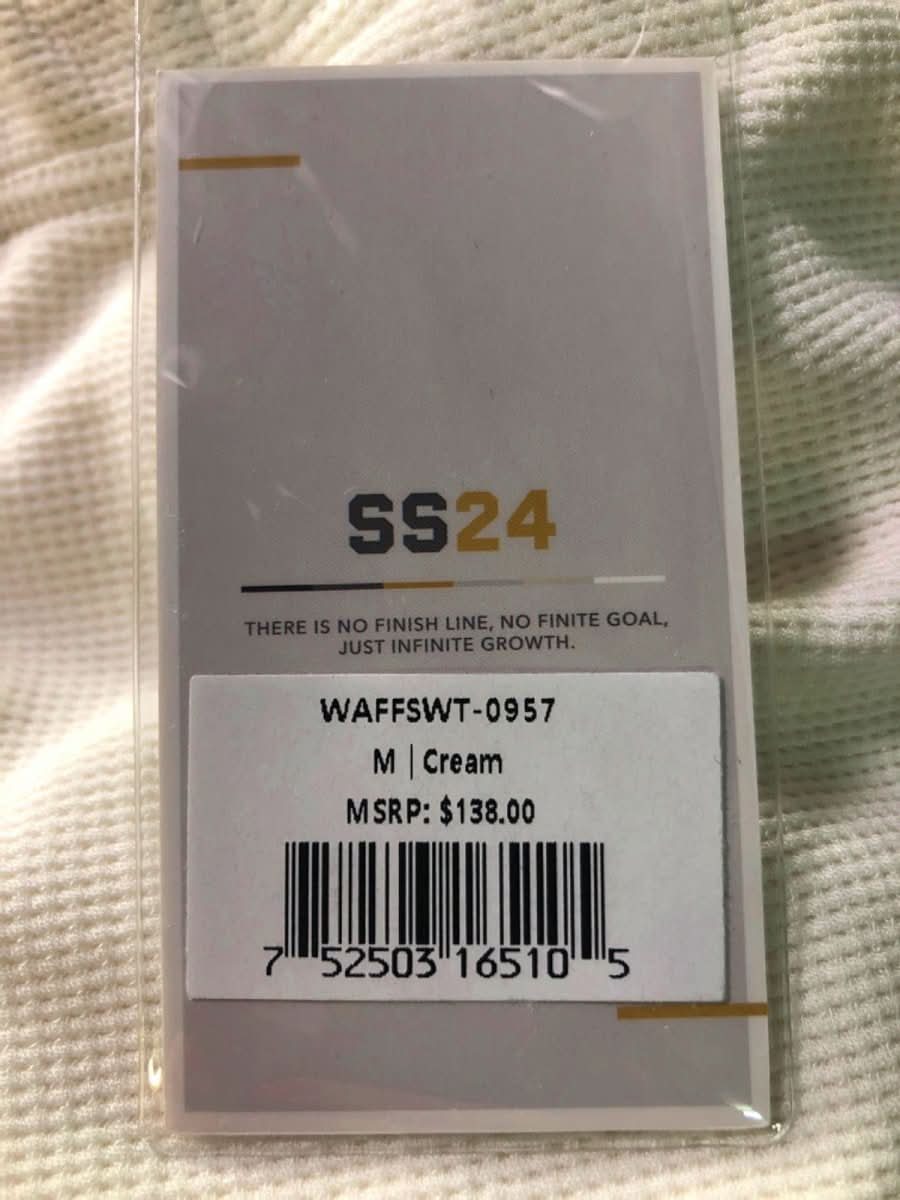 SS24
THERE IS NO FINISH LINE, NO FINITE GOAL,
JUST INFINITE GROWTH.
WAFFSWT-0957
M | Cream
MSRP: $138.00
7 52503 16510 5